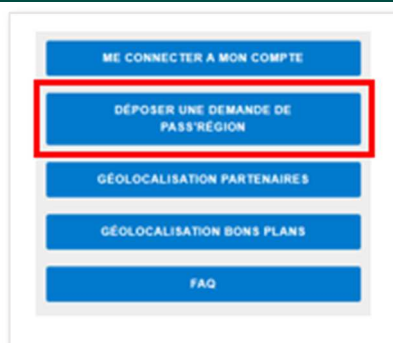 ME CONNECTER A MON COMPTE
DÉPOSER UNE DEMANDE DE
PASS'RÉGION
GÉOLOCALISATION PARTENAIRES
GÉOLOCALISATION BONS PLANS
FAQ